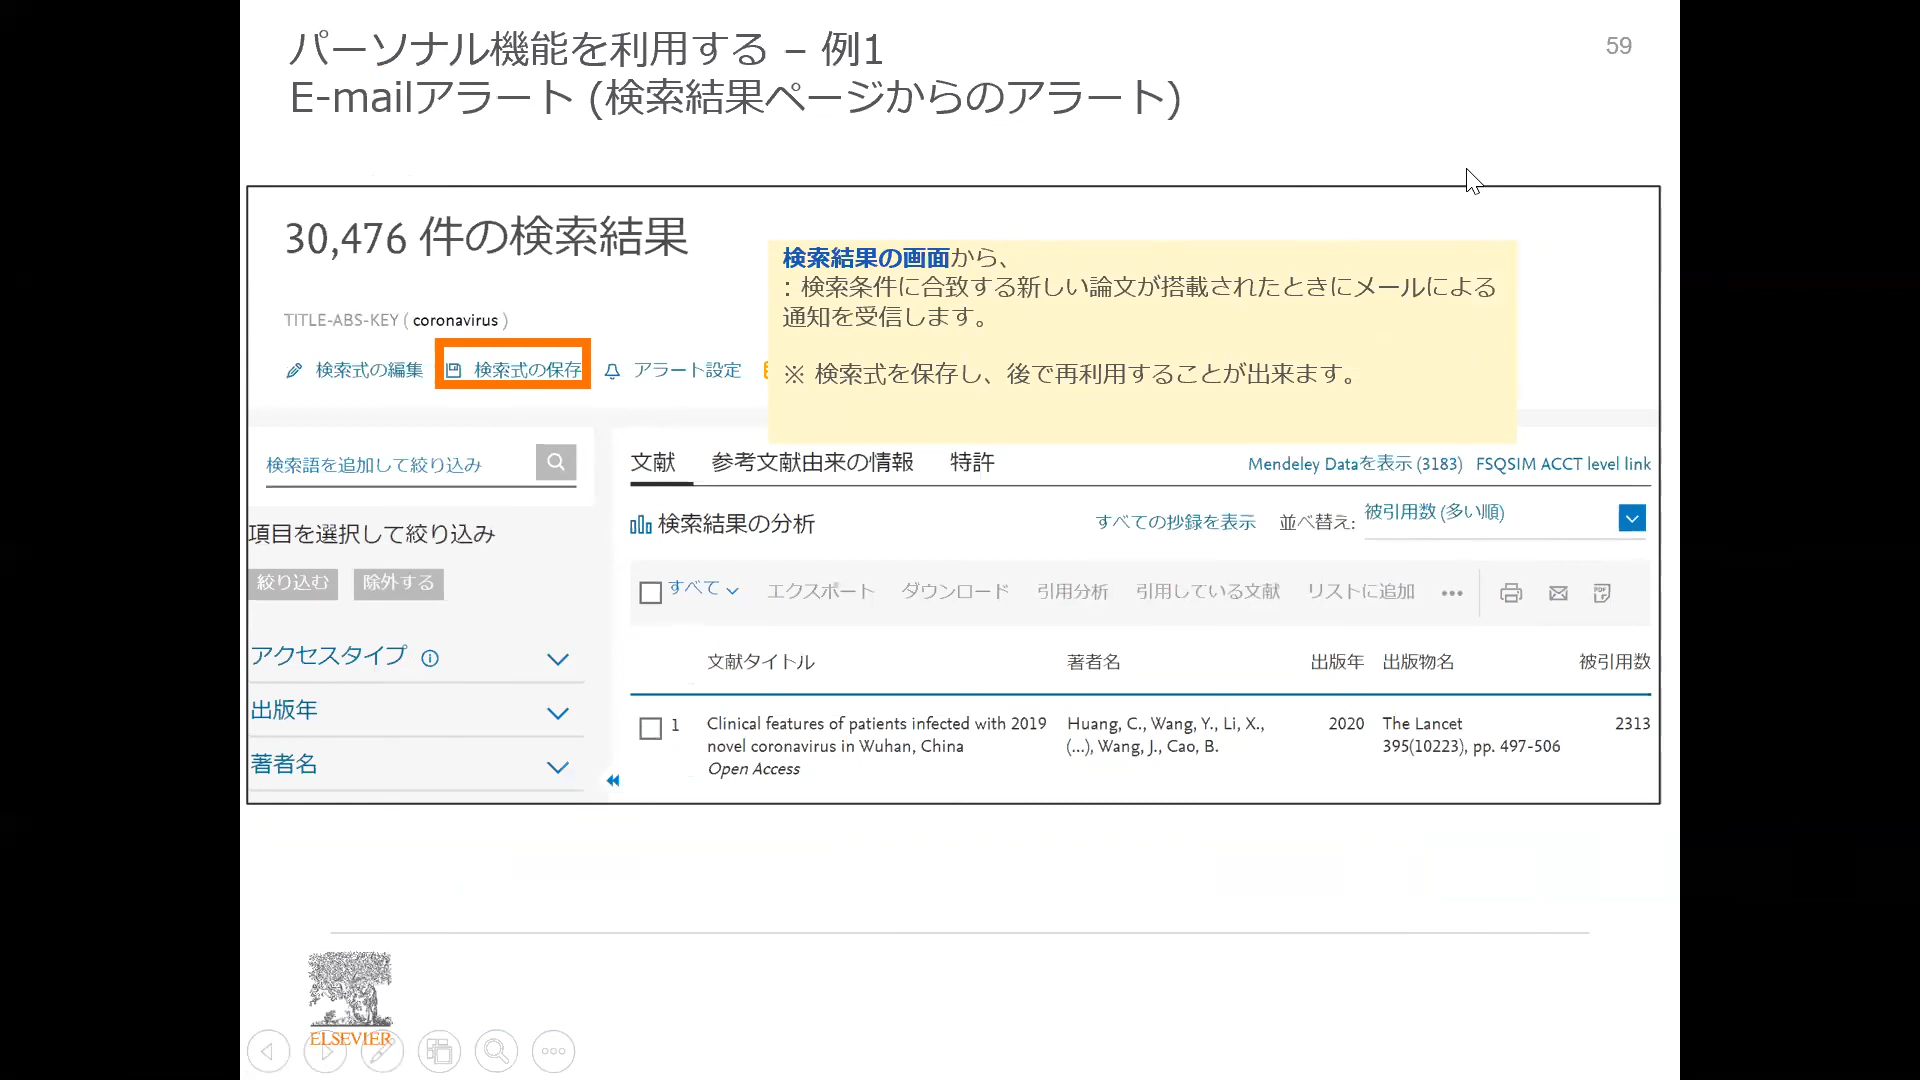 パーソナル機能を利用する – 例1
59
E-mailアラート (検索結果ページからのアラート)
30,476 件の検索結果
検索結果の画面から、
: 検索条件に合致する新しい論文が搭載されたときにメールによる
通知を受信します。
※ 検索式を保存し、後で再利用することが出来ます。
TITLE-ABS-KEY ( coronavirus )
検索式の編集 検索式の保存 アラート設定
検索語を追加して絞り込み
項目を選択して絞り込み
絞り込む 除外する
アクセスタイプ
出版年
著者名
文献 参考文献由来の情報 特許
Mendeley Dataを表示 (3183) FSQSIM ACCT level link
検索結果の分析
すべての抄録を表示 並べ替え: 被引用数 (多い順)
すべて エクスポート ダウンロード 引用分析 引用している文献 リストに追加 ••• PDF
文献タイトル 著者名 出版年 出版物名 被引用数
1 Clinical features of patients infected with 2019 Huang, C., Wang, Y., Li, X., 2020 The Lancet 2313
novel coronavirus in Wuhan, China (...), Wang, J., Cao, B. 395(10223), pp. 497-506
Open Access
ELSEVIER